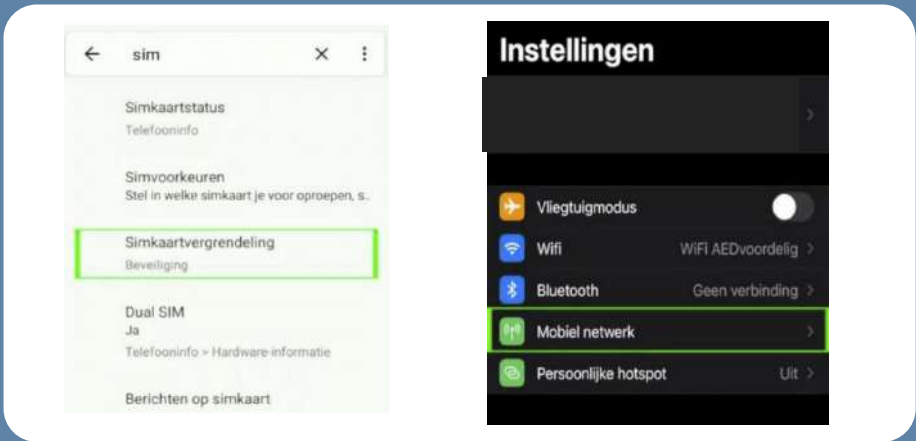 sim
Simkaartstatus
Telefooninfo
Simvoorkeuren
Stel in welke simkaart je voor oproepen, s..
Simkaartvergrendeling
Beveiliging
Dual SIM
Ja
Telefooninfo > Hardware-informatie
Berichten op simkaart
Instellingen
Vliegtuigmodus
Wifi WiFi AEDvoordelig
Bluetooth Geen verbinding
Mobiel netwerk
Persoonlijke hotspot Uit